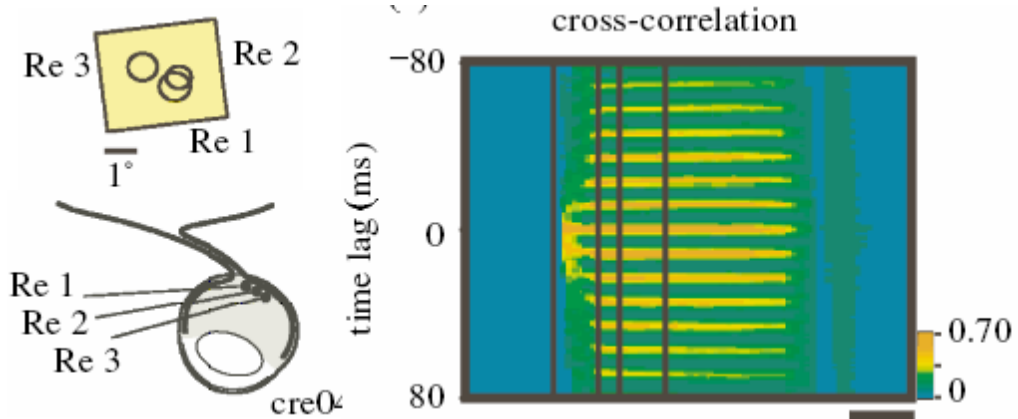 Re 3
Re 2
Re 1
1°
Re 1
Re 2
Re 3
cre04
cross-correlation
time lag (ms)
−80
0
80
0.70
0